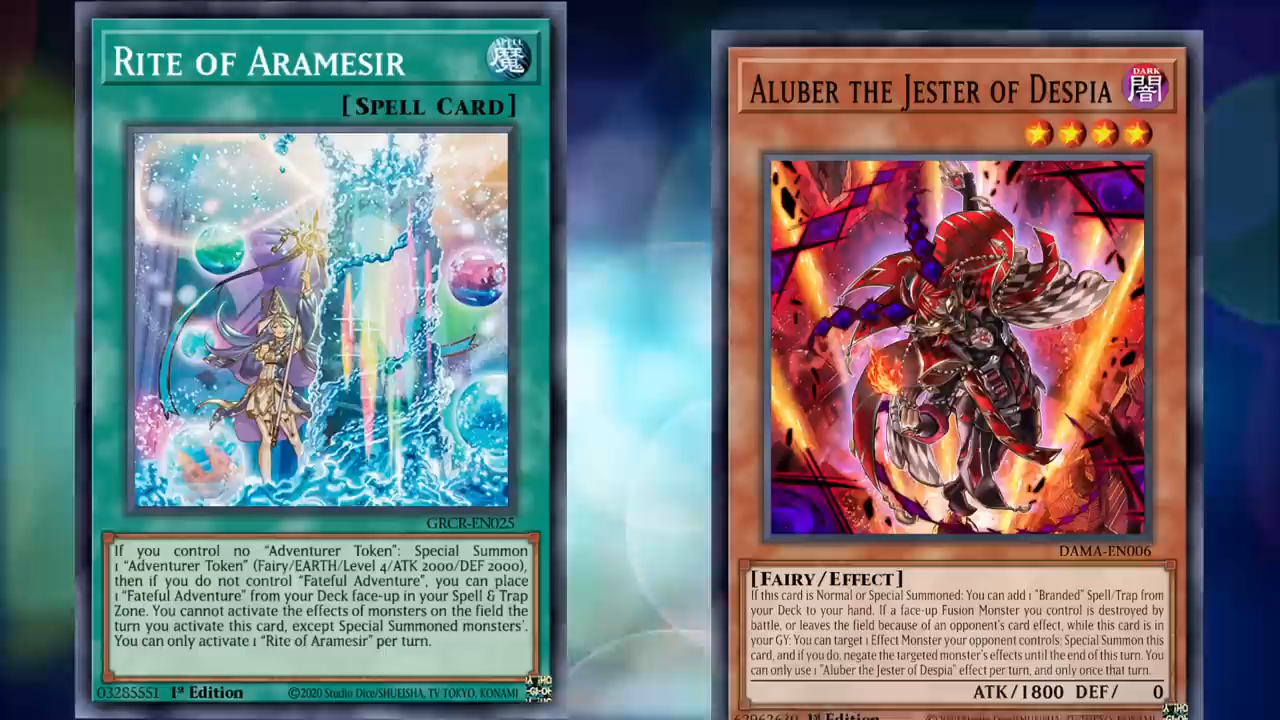 RITE OF ARAMESIR
SPELL
魔
[SPELL CARD]
GRCR-EN025
If you control no "Adventurer Token": Special Summon
1 "Adventurer Token" (Fairy/EARTH/Level 4/ATK 2000/DEF 2000),
then if you do not control "Fateful Adventure", you can place
1 "Fateful Adventure" from your Deck face-up in your Spell & Trap
Zone. You cannot activate the effects of monsters on the field the
turn you activate this card, except Special Summoned monsters'.
You can only activate 1 "Rite of Aramesir" per turn.
03285551 1st Edition ©2020 Studio Dice/SHUEISHA, TV TOKYO, KONAMI
ALUBER THE JESTER OF DESPIA
DARK
闇
DAMA-EN006
[FAIRY/EFFECT]
If this card is Normal or Special Summoned: You can add 1 "Branded" Spell/Trap from
your Deck to your hand. If a face-up Fusion Monster you control is destroyed by
battle, or leaves the field because of an opponent's card effect, while this card is in
your GY: You can target 1 Effect Monster your opponent controls; Special Summon this
card, and if you do, negate the targeted monster's effects until the end of this turn. You
can only use 1 "Aluber the Jester of Despia" effect per turn, and only once that turn.
ATK/1800 DEF/ 0
1st Edition